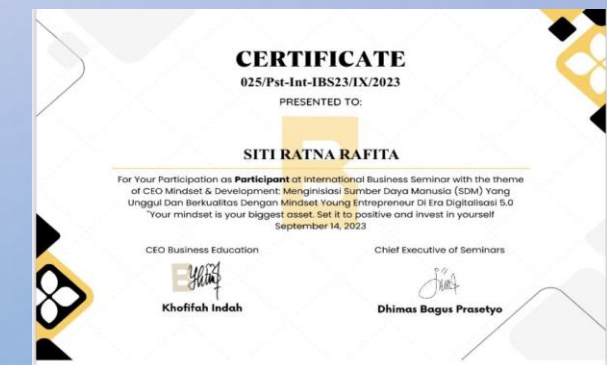 CERTIFICATE
025/Pst-Int-IBS23/IX/2023
PRESENTED TO:
SITI RATNA RAFITA
For Your Participation as Participant at International Business Seminar with the theme
of CEO Mindset & Development: Menginisiasi Sumber Daya Manusia (SDM) Yang
Unggul Dan Berkualitas Dengan Mindset Young Entrepreneur Di Era Digitalisasi 5.0
"Your mindset is your biggest asset. Set it to positive and invest in yourself
September 14, 2023
CEO Business Education
Chief Executive of Seminars
Khofifah Indah
Dhimas Bagus Prasetyo